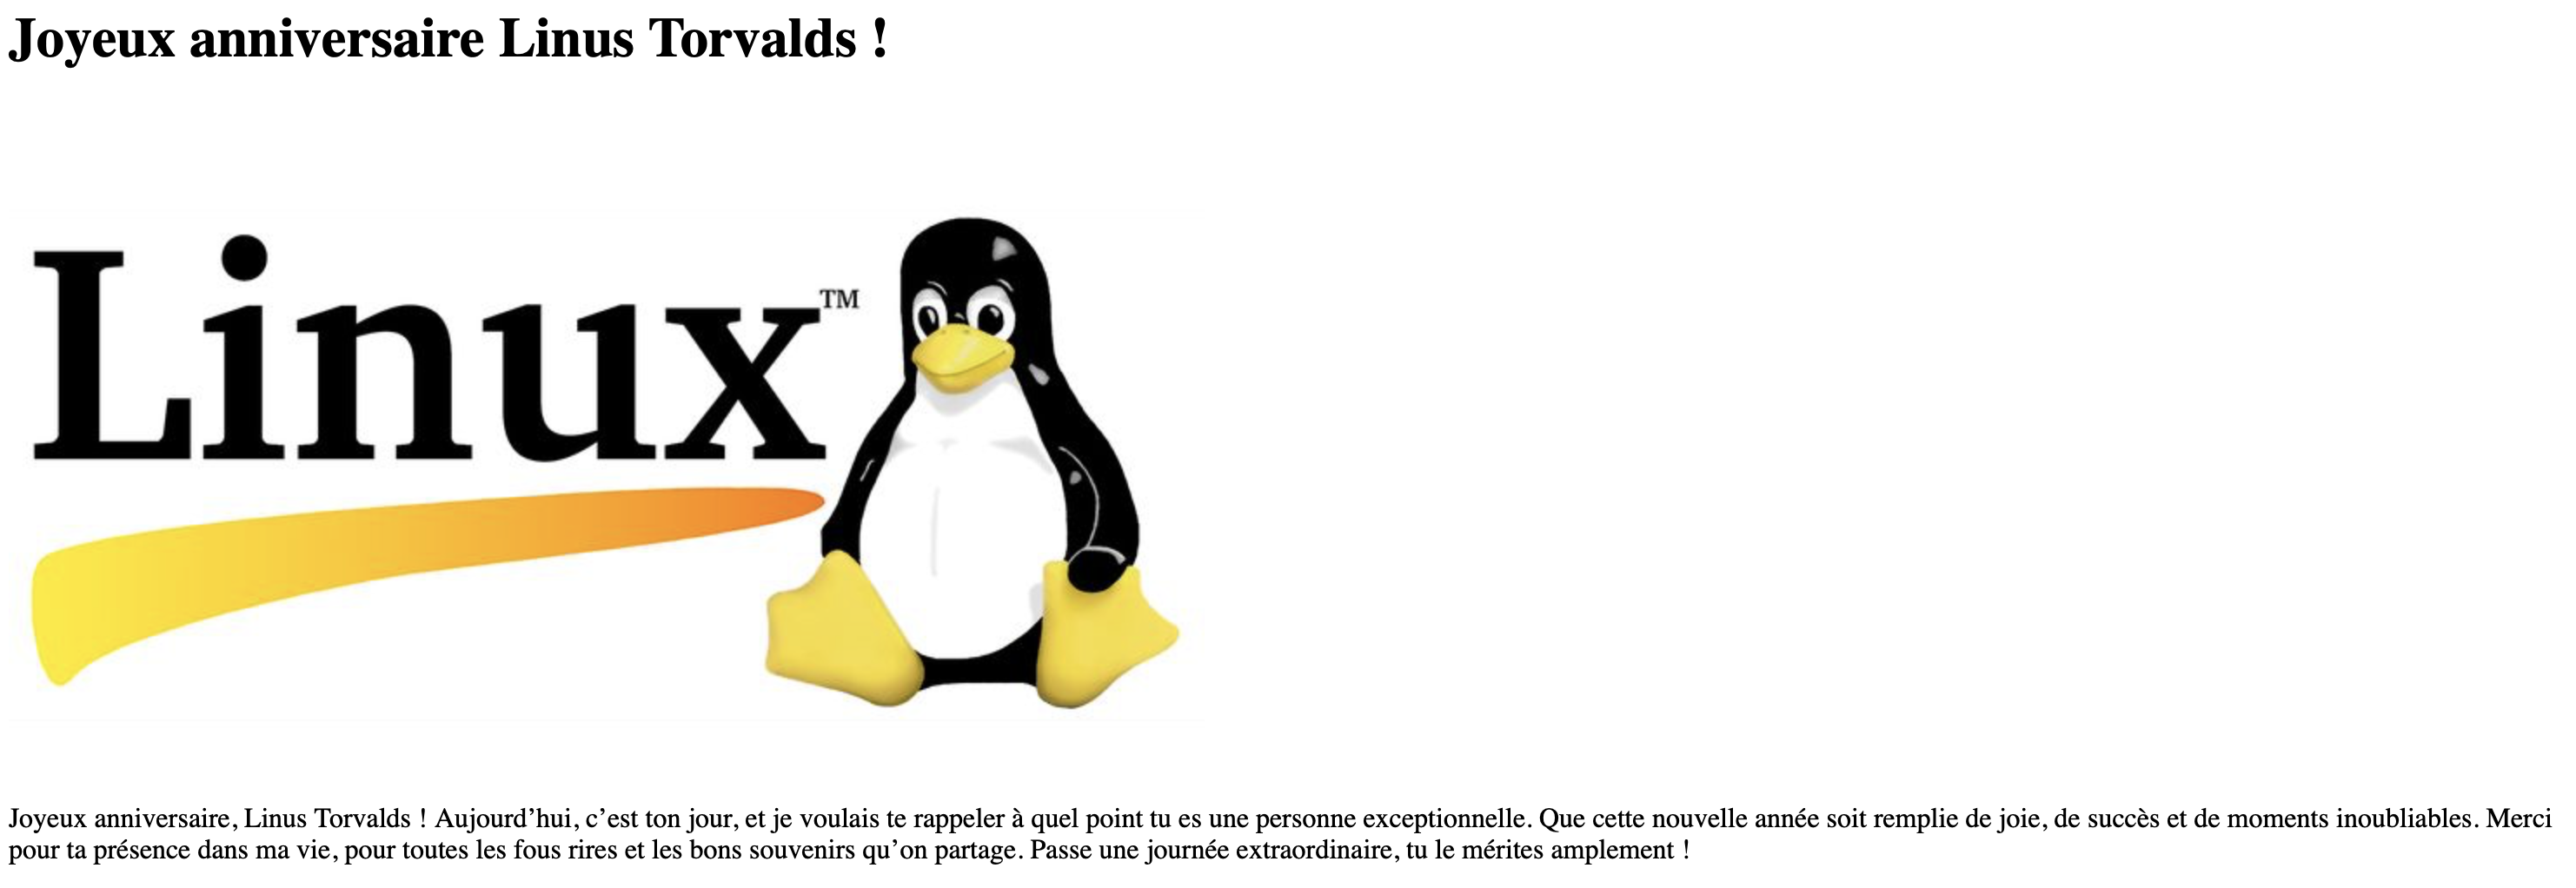 Joyeux anniversaire Linus Torvalds !
Linux™
Joyeux anniversaire, Linus Torvalds ! Aujourd’hui, c’est ton jour, et je voulais te rappeler à quel point tu es une personne exceptionnelle. Que cette nouvelle année soit remplie de joie, de succès et de moments inoubliables. Merci
pour ta présence dans ma vie, pour toutes les fous rires et les bons souvenirs qu’on partage. Passe une journée extraordinaire, tu le mérites amplement !